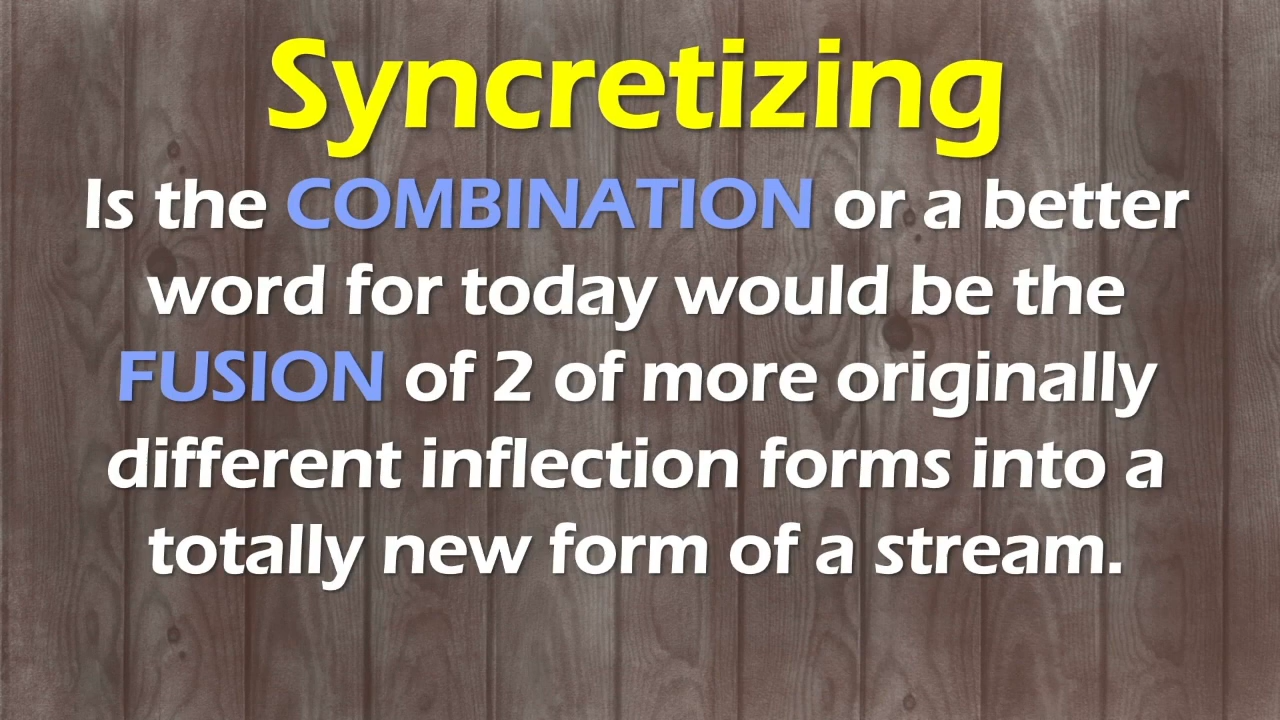 Syncretizing
Is the COMBINATION or a better
word for today would be the
FUSION of 2 of more originally
different inflection forms into a
totally new form of a stream.